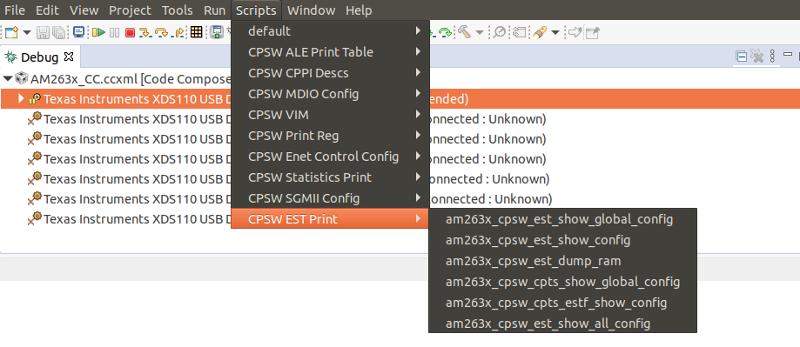 File Edit View Project Tools Run Scripts Window Help
default
Debug
CPSW ALE Print Table
AM263x_CC.ccxml [Code Compose
CPSW CPPI Descs
CPSW MDIO Config
Texas Instruments XDS110 USB D ended)
CPSW VIM
Texas Instruments XDS110 USB D onnected : Unknown)
CPSW Print Reg
Texas Instruments XDS110 USB D onnected : Unknown)
CPSW Enet Control Config
Texas Instruments XDS110 USB D onnected : Unknown)
CPSW Statistics Print
Texas Instruments XDS110 USB D onnected : Unknown)
CPSW SGMII Config
Texas Instruments XDS110 USB D onnected : Unknown)
CPSW EST Print
Texas Instruments XDS110 USB D
am263x_cpsw_est_show_global_config
am263x_cpsw_est_show_config
am263x_cpsw_est_dump_ram
am263x_cpsw_cpts_show_global_config
am263x_cpsw_cpts_estf_show_config
am263x_cpsw_est_show_all_config